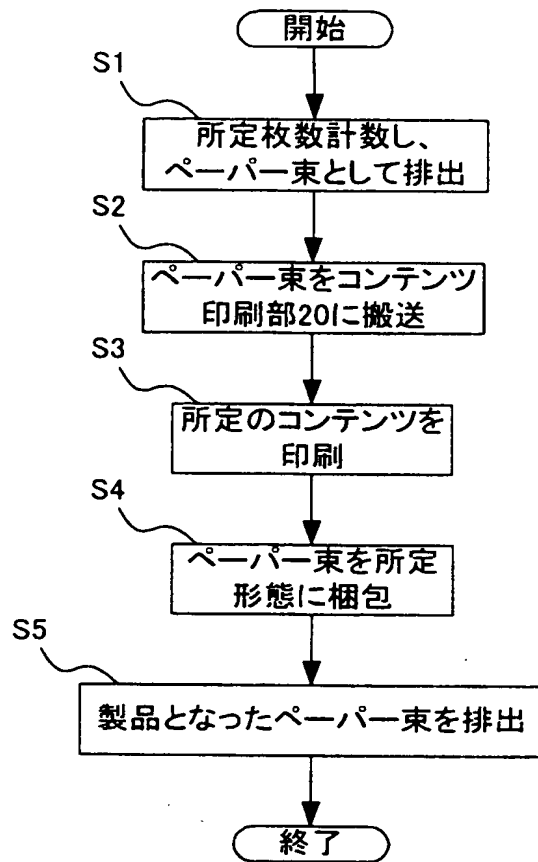 開始
S1
所定枚数計数し、
ペーパー束として排出
S2
ペーパー束をコンテンツ
印刷部20に搬送
S3
所定のコンテンツを
印刷
S4
ペーパー束を所定
形態に梱包
S5
製品となったペーパー束を排出
終了